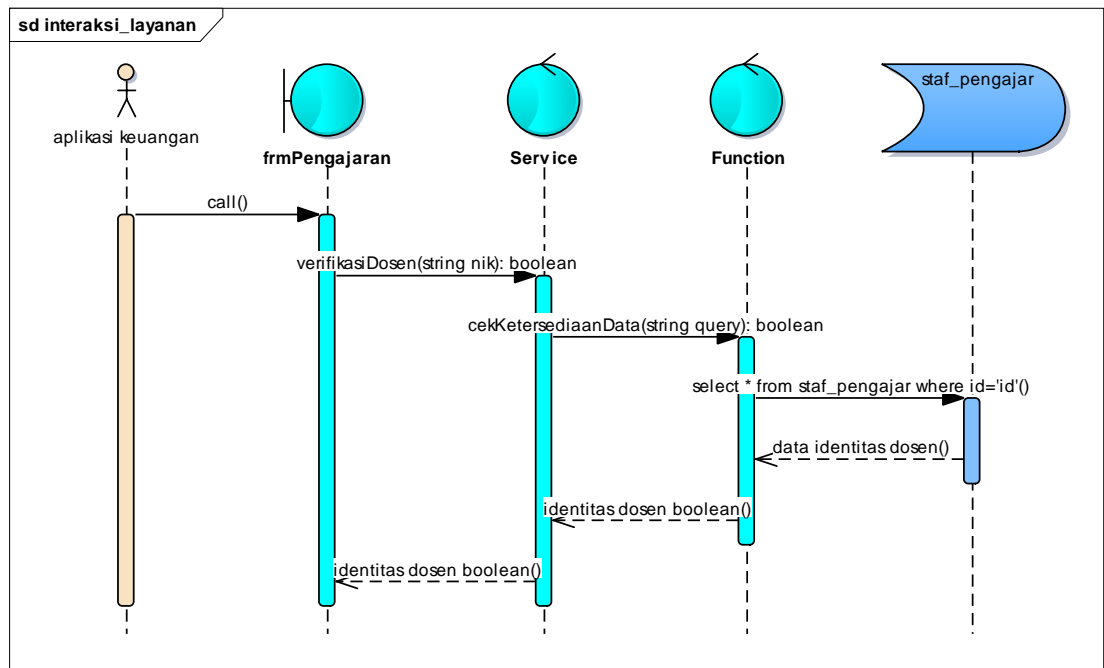 sd interaksi_layanan
aplikasi keuangan
frmPengajaran
Service
Function
staf_pengajar
call()
verifikasiDosen(string nik): boolean
cekKetersediaanData(string query): boolean
select * from staf_pengajar where id='id'()
data identitas dosen()
identitas dosen boolean()
identitas dosen boolean()